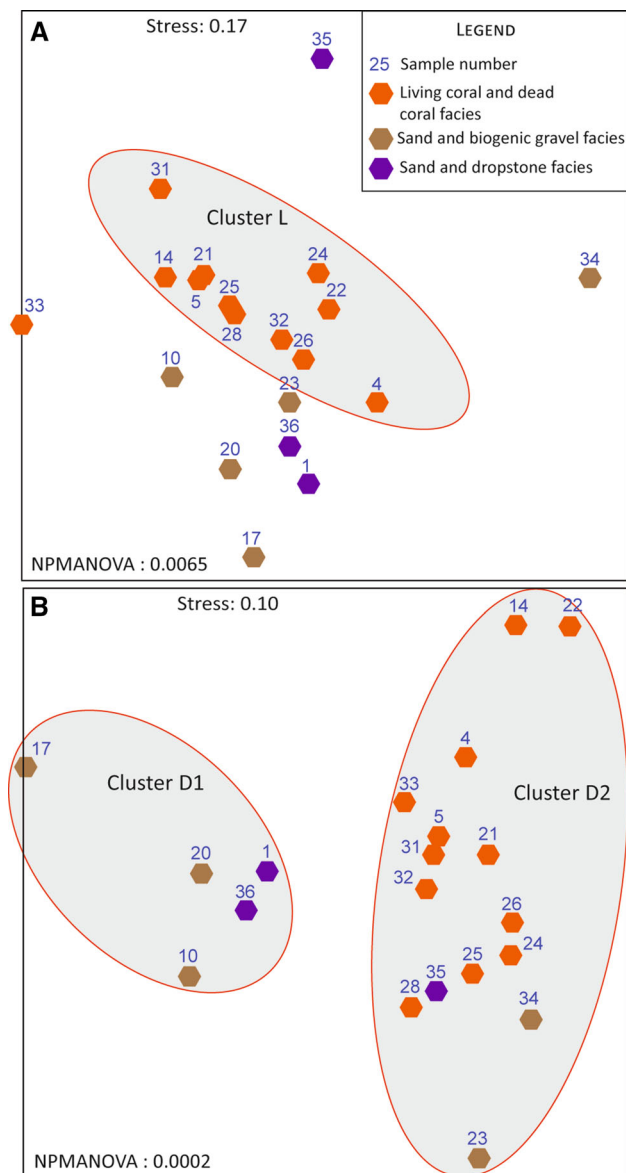 A
Stress: 0.17
35
LEGEND
25 Sample number
Living coral and dead
coral facies
Sand and biogenic gravel facies
Sand and dropstone facies
31
Cluster L
14
21
24
34
5
25
22
33
28
32
26
10
23
4
36
20
1
17
NPMANOVA : 0.0065
B
Stress: 0.10
14
22
17
4
Cluster D1
33
Cluster D2
5
21
31
20
1
32
36
26
24
10
25
35
28
34
23
NPMANOVA : 0.0002